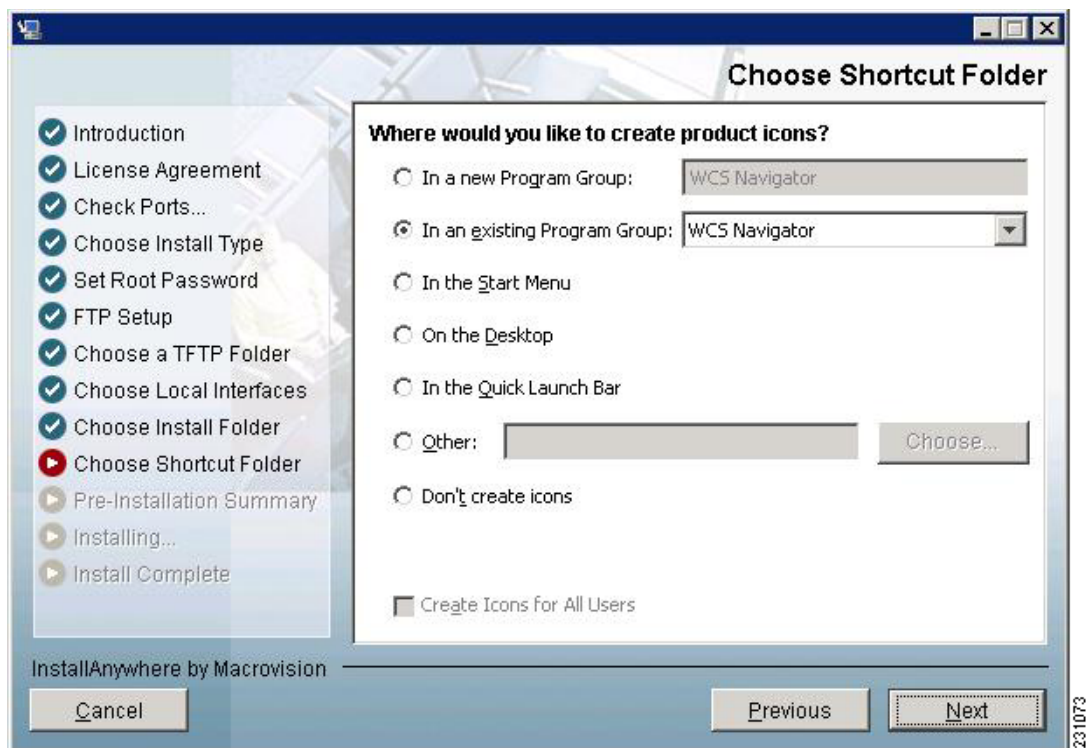 Choose Shortcut Folder
Introduction
License Agreement
Check Ports...
Choose Install Type
Set Root Password
FTP Setup
Choose a TFTP Folder
Choose Local Interfaces
Choose Install Folder
Choose Shortcut Folder
Pre-Installation Summary
Installing...
Install Complete
Where would you like to create product icons?
In a new Program Group: WCS Navigator
In an existing Program Group: WCS Navigator
In the Start Menu
On the Desktop
In the Quick Launch Bar
Other: Choose...
Don't create icons
Create Icons for All Users
InstallAnywhere by Macrovision
Cancel Previous Next
231073